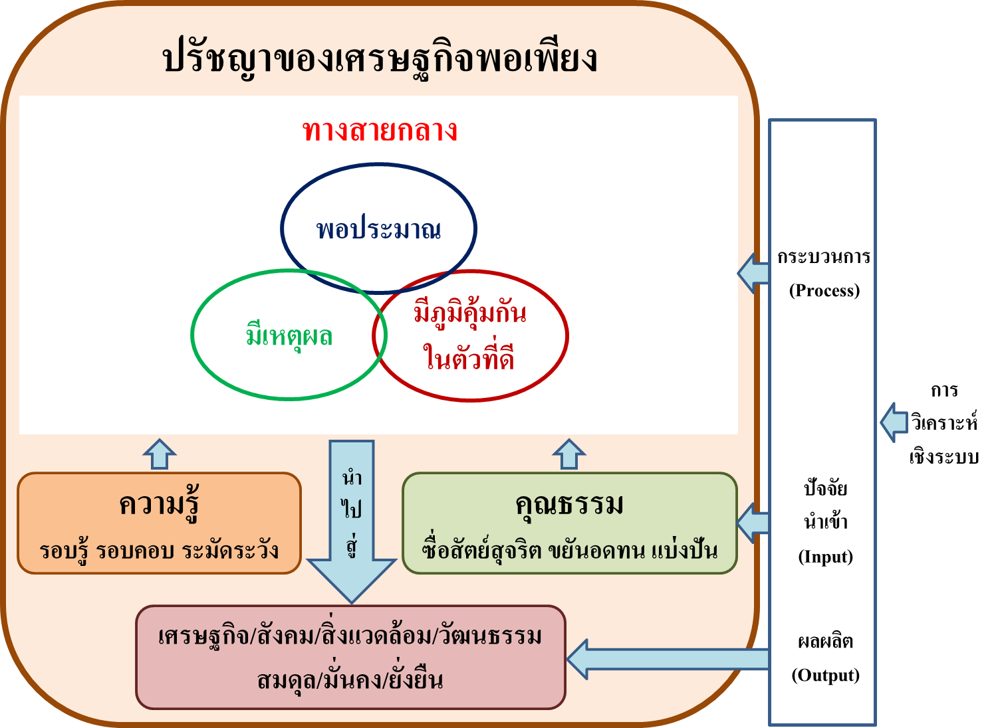 ปรัชญาของเศรษฐกิจพอเพียง
ทางสายกลาง
พอประมาณ
มีเหตุผล
มีภูมิคุ้มกัน
ในตัวที่ดี
นำ
ไป
สู่
ความรู้
รอบรู้ รอบคอบ ระมัดระวัง
คุณธรรม
ซื่อสัตย์สุจริต ขยันอดทน แบ่งปัน
เศรษฐกิจ/สังคม/สิ่งแวดล้อม/วัฒนธรรม
สมดุล/มั่นคง/ยั่งยืน
กระบวนการ
(Process)
ปัจจัย
นำเข้า
(Input)
ผลผลิต
(Output)
การ
วิเคราะห์
เชิงระบบ